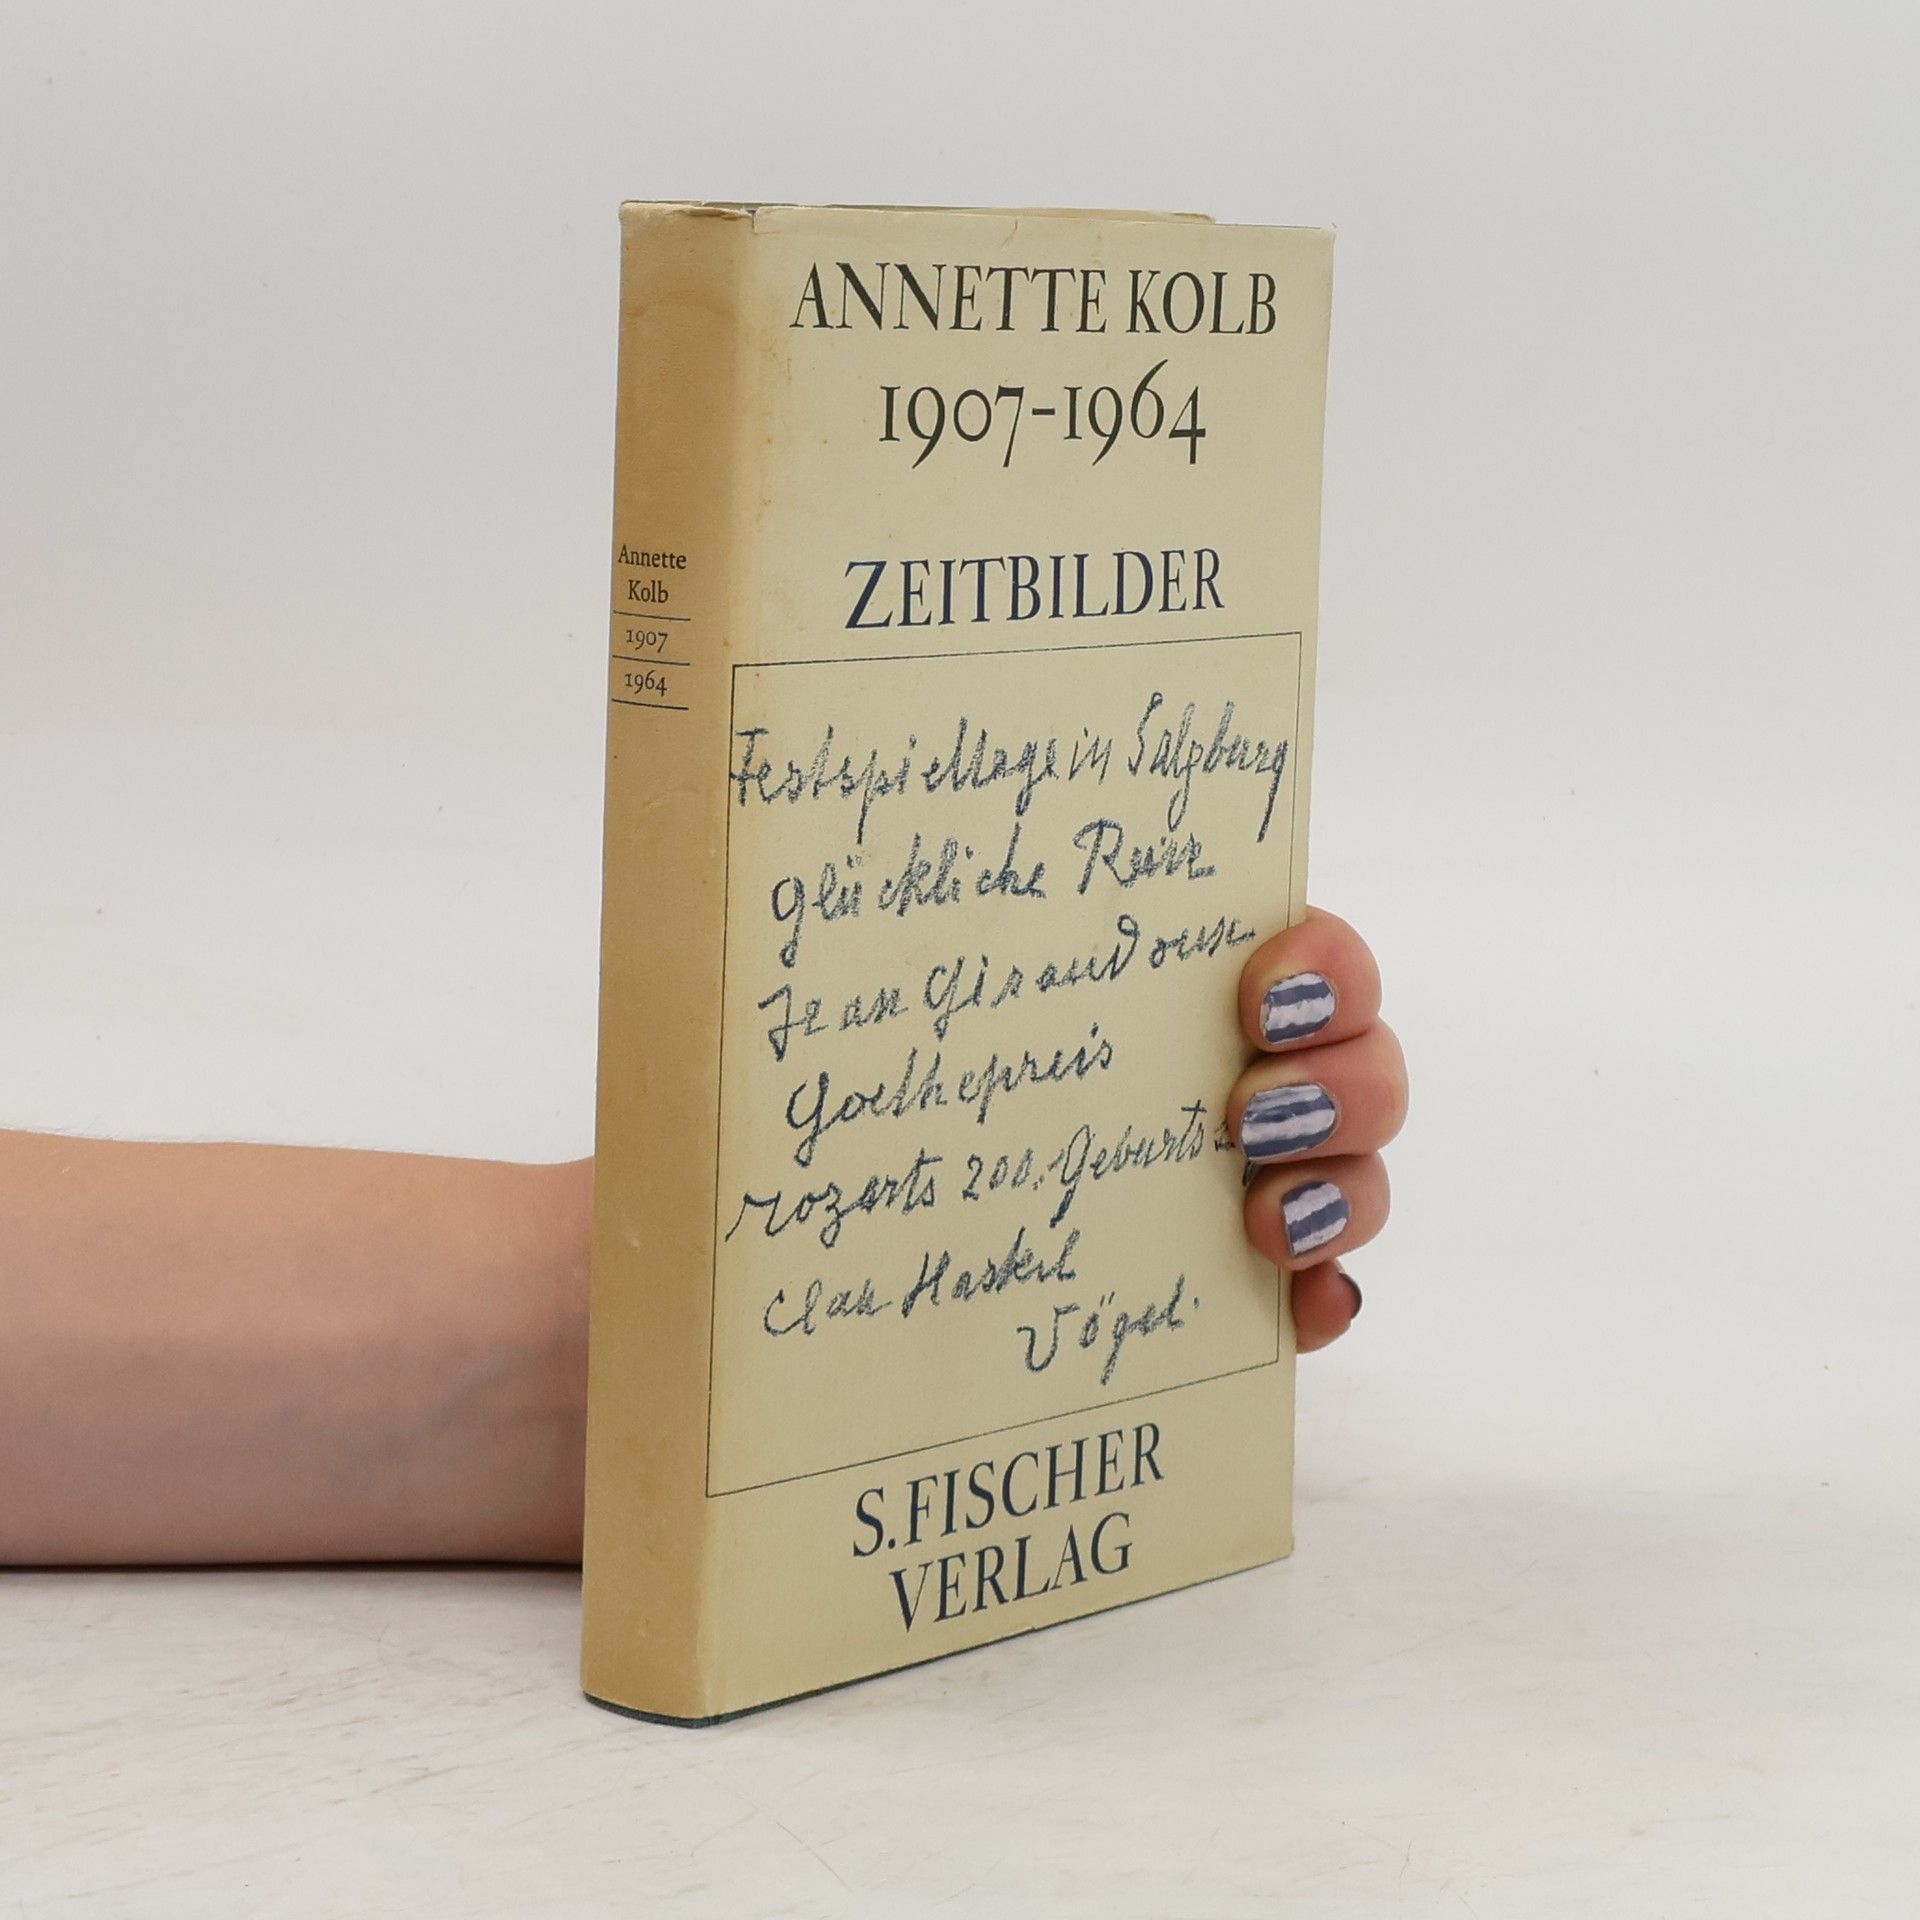 Annette
Kolb
1907
1964
ANNETTE KOLB
1907-1964
ZEITBILDER
Festspieltage in Salzburg
Glückliche Reise
Jean Giraudoux
Goethepreis
Mozarts 200. Geburts
Clara Haskil
Vögel.
S. FISCHER
VERLAG